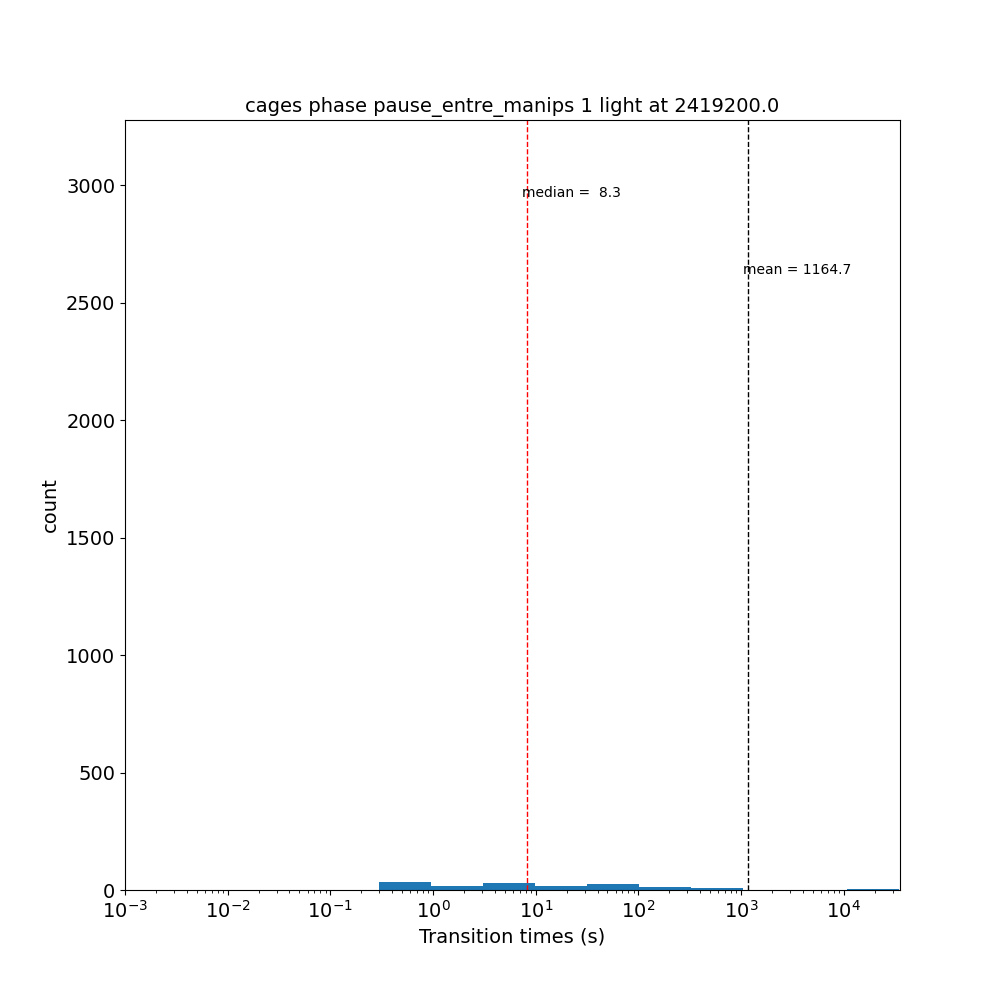 cages phase pause_entre_manips 1 light at 2419200.0
3000
median =  8.3
mean = 1164.7
2500
2000
count
1500
1000
500
0
10⁻³ 10⁻² 10⁻¹ 10⁰ 10¹ 10² 10³ 10⁴
Transition times (s)